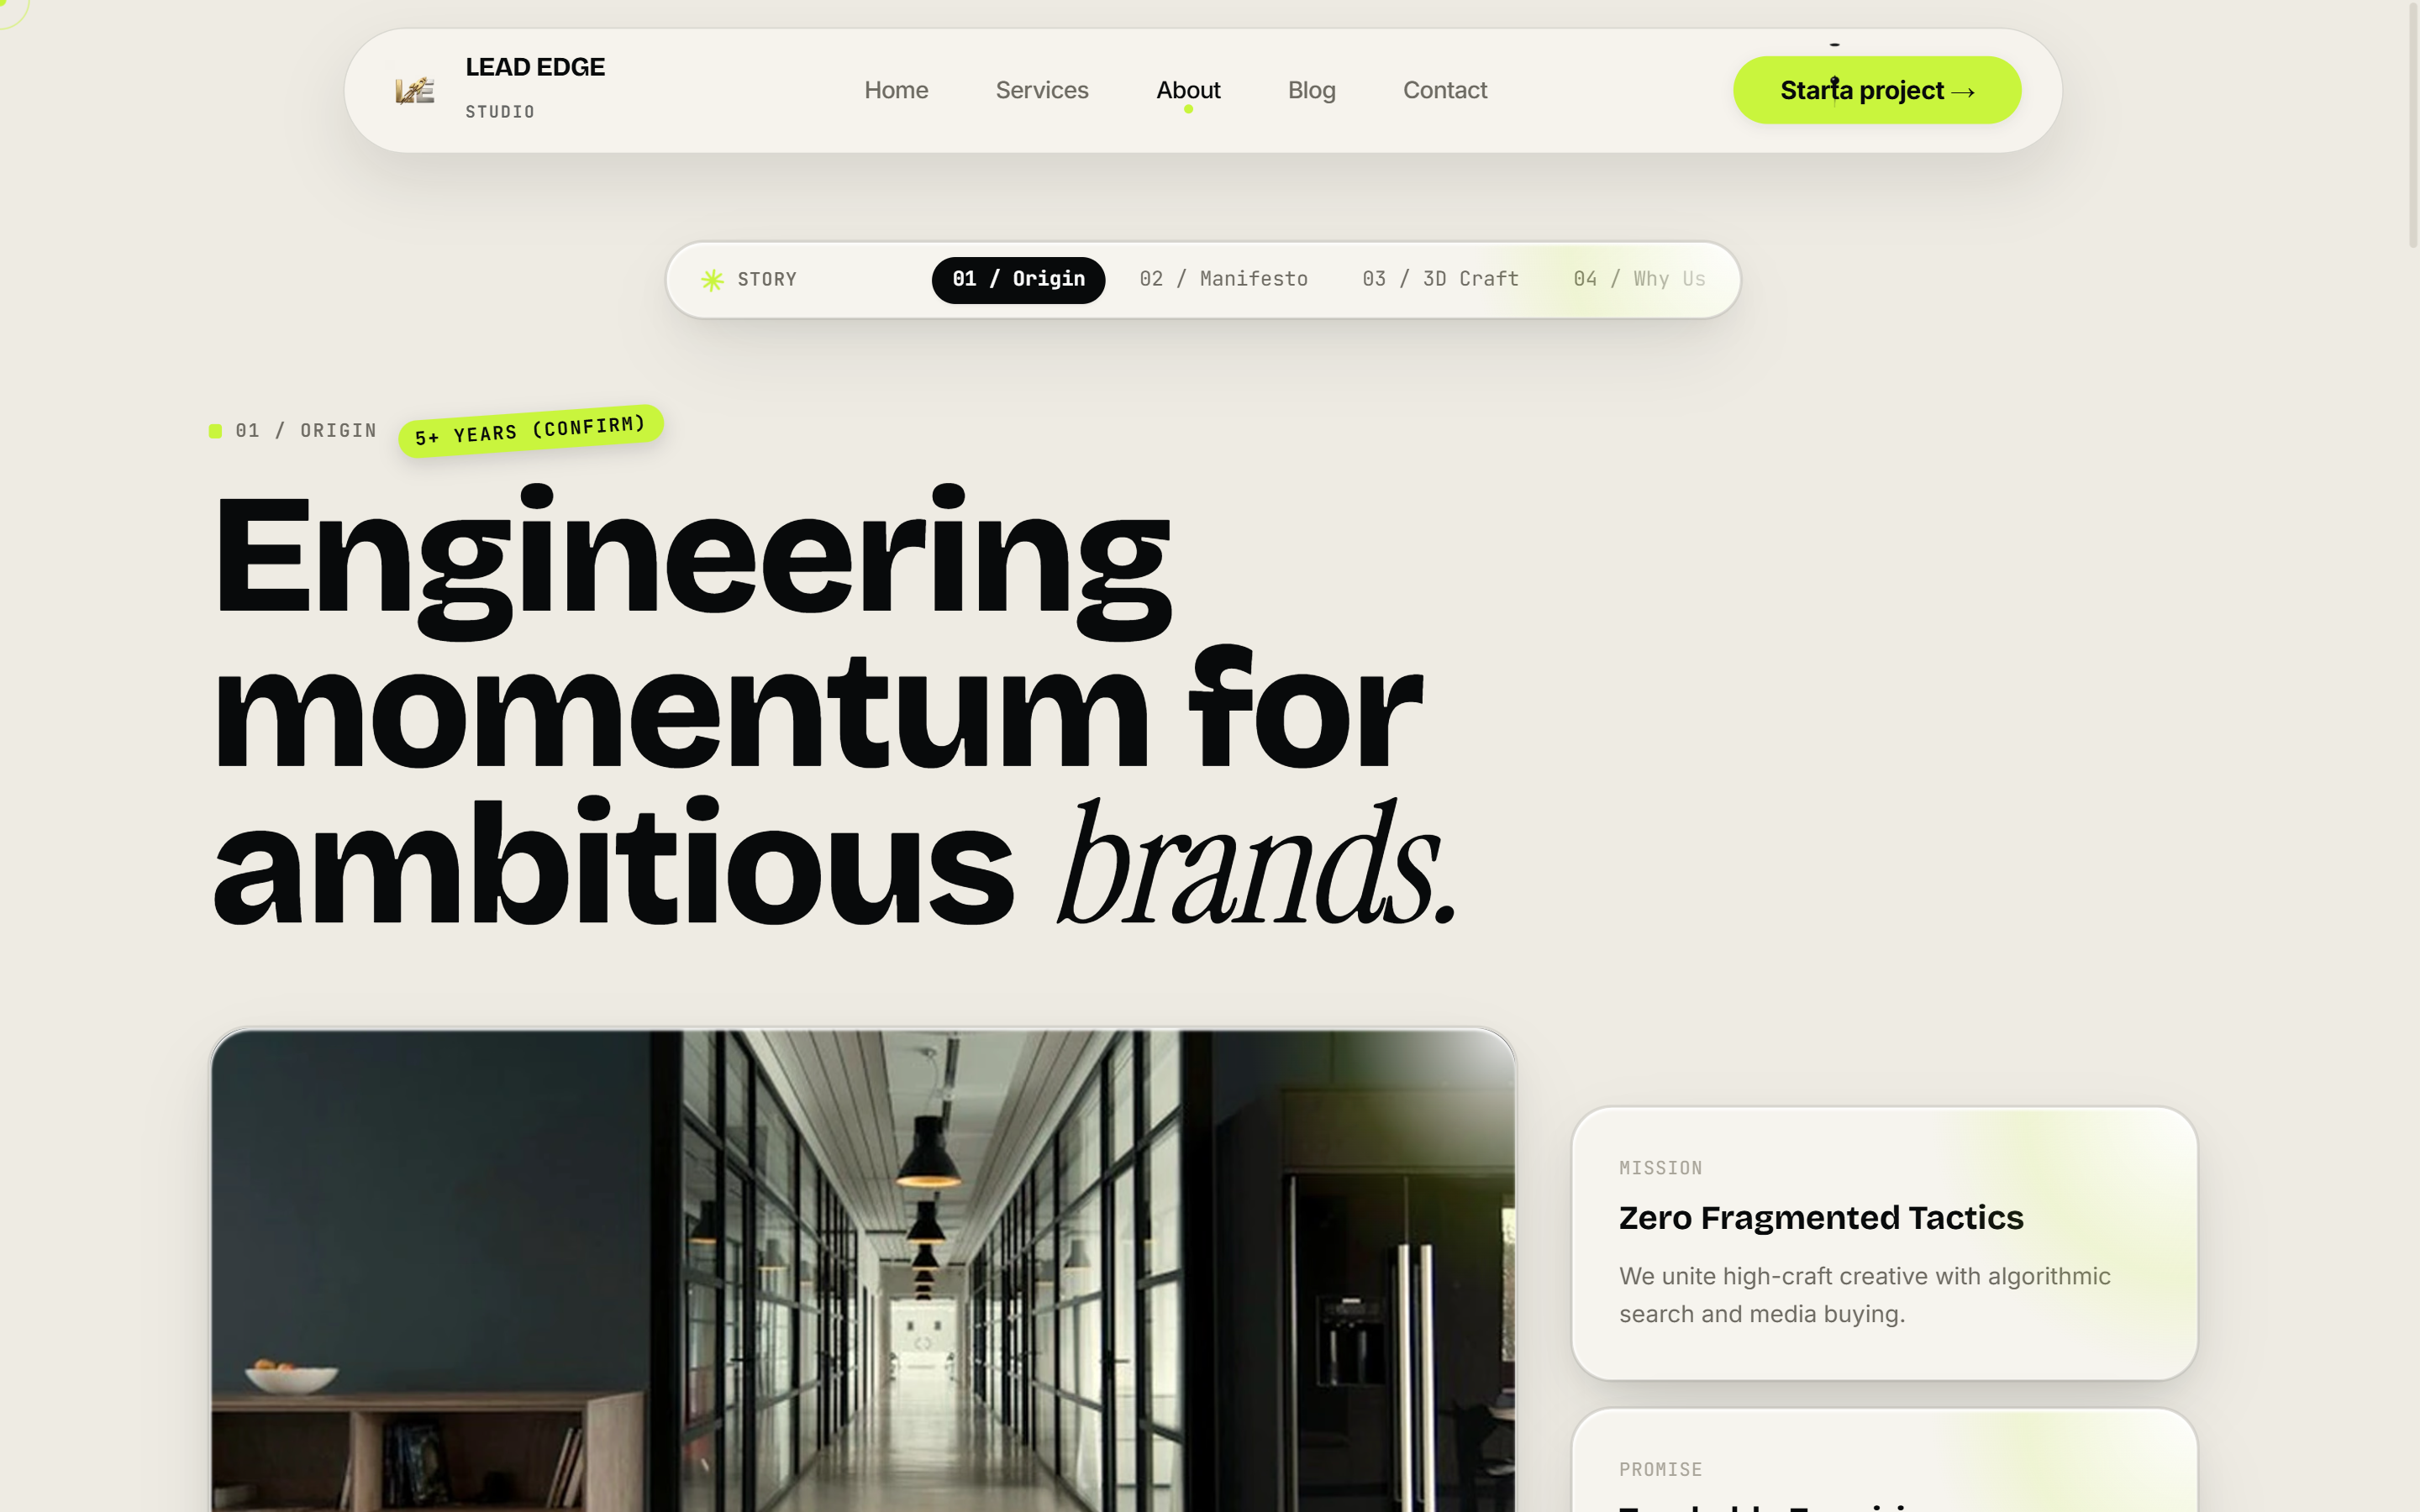 LEAD EDGE
STUDIO
Home
Services
About
Blog
Contact
Start a project →
STORY
01 / Origin
02 / Manifesto
03 / 3D Craft
04 / Why Us
01 / ORIGIN
5+ YEARS (CONFIRM)
Engineering
momentum for
ambitious brands.
MISSION
Zero Fragmented Tactics
We unite high-craft creative with algorithmic
search and media buying.
PROMISE